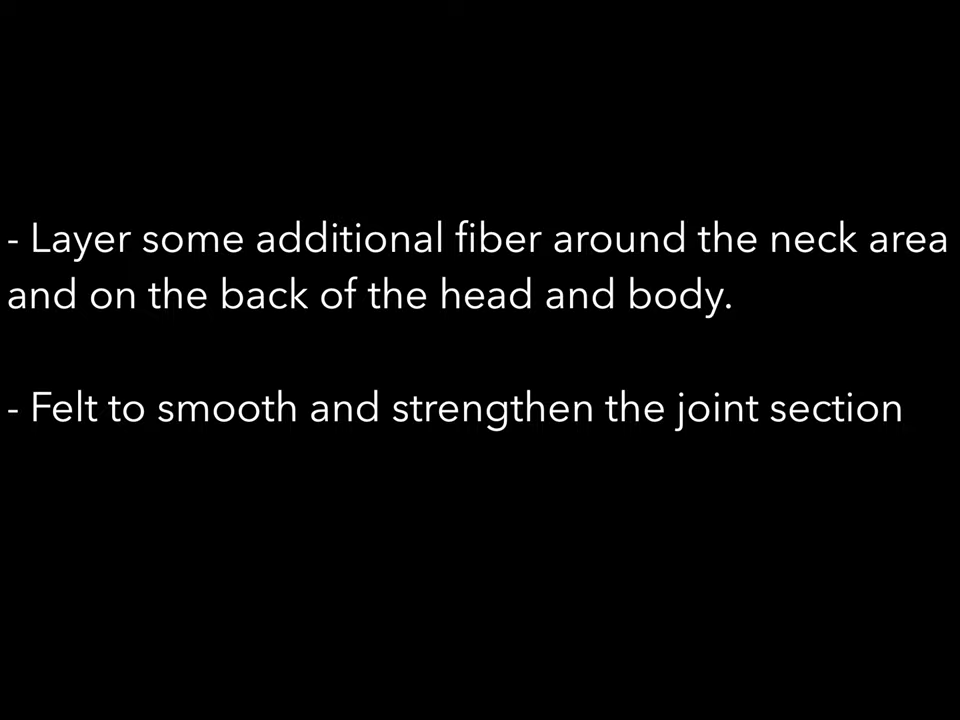 - Layer some additional fiber around the neck area
and on the back of the head and body.
- Felt to smooth and strengthen the joint section